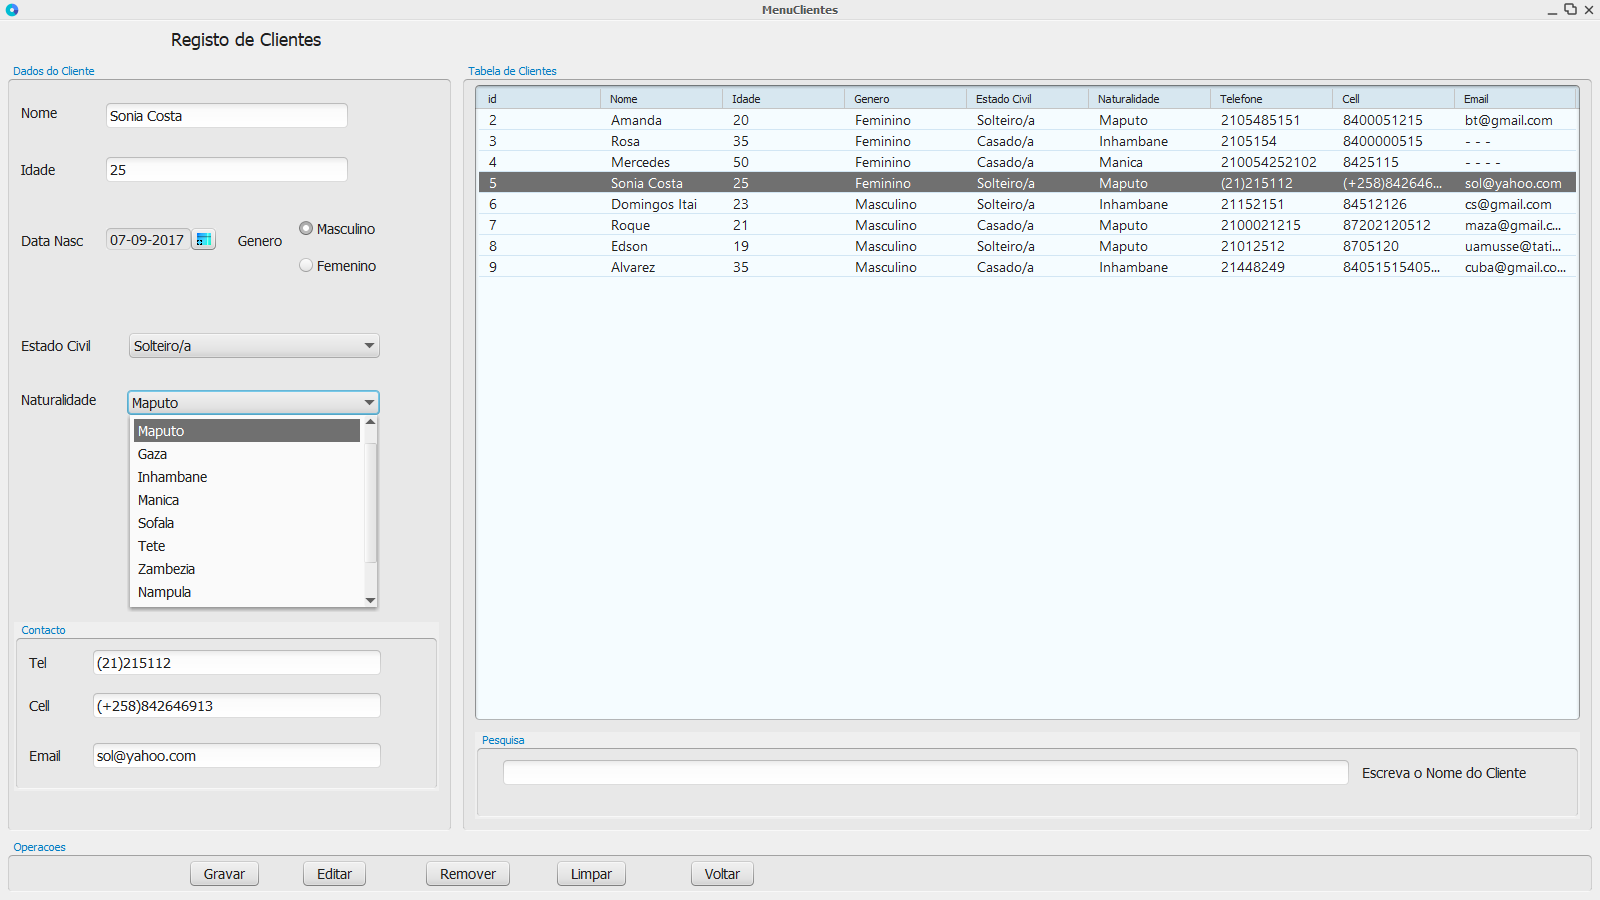 MenuClientes
Registo de Clientes
Dados do Cliente
Nome
Sonia Costa
Idade
25
Data Nasc
07-09-2017
Genero
Masculino
Femenino
Estado Civil
Solteiro/a
Naturalidade
Maputo
Maputo
Gaza
Inhambane
Manica
Sofala
Tete
Zambezia
Nampula
Contacto
Tel
(21)215112
Cell
(+258)842646913
Email
sol@yahoo.com
Tabela de Clientes
id Nome Idade Genero Estado Civil Naturalidade Telefone Cell Email
2 Amanda 20 Feminino Solteiro/a Maputo 2105485151 8400051215 bt@gmail.com
3 Rosa 35 Feminino Casado/a Inhambane 2105154 8400000515 - - -
4 Mercedes 50 Feminino Casado/a Manica 210054252102 8425115 - - - -
5 Sonia Costa 25 Feminino Solteiro/a Maputo (21)215112 (+258)842646... sol@yahoo.com
6 Domingos Itai 23 Masculino Solteiro/a Inhambane 21152151 84512126 cs@gmail.com
7 Roque 21 Masculino Casado/a Maputo 2100021215 87202120512 maza@gmail.c...
8 Edson 19 Masculino Solteiro/a Maputo 21012512 8705120 uamusse@tati...
9 Alvarez 35 Masculino Casado/a Inhambane 21448249 84051515405... cuba@gmail.co...
Pesquisa
Escreva o Nome do Cliente
Operacoes
Gravar Editar Remover Limpar Voltar